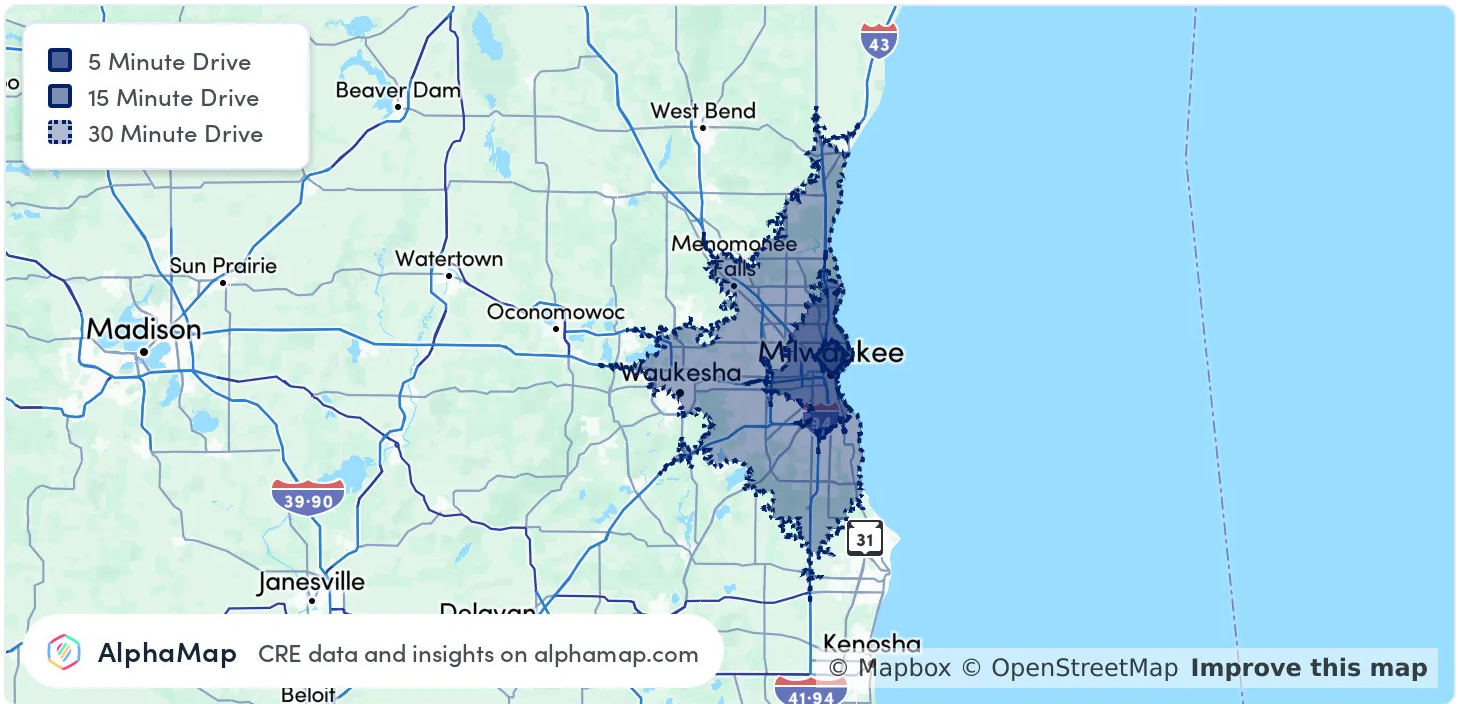 43
5 Minute Drive
15 Minute Drive
30 Minute Drive
Beaver Dam
West Bend
Menomonee
Falls
Sun Prairie
Watertown
Oconomowoc
Madison
Milwaukee
Waukesha
39·90
31
Janesville
Delavan
Kenosha
AlphaMap CRE data and insights on alphamap.com
© Mapbox © OpenStreetMap Improve this map
Beloit
41·94